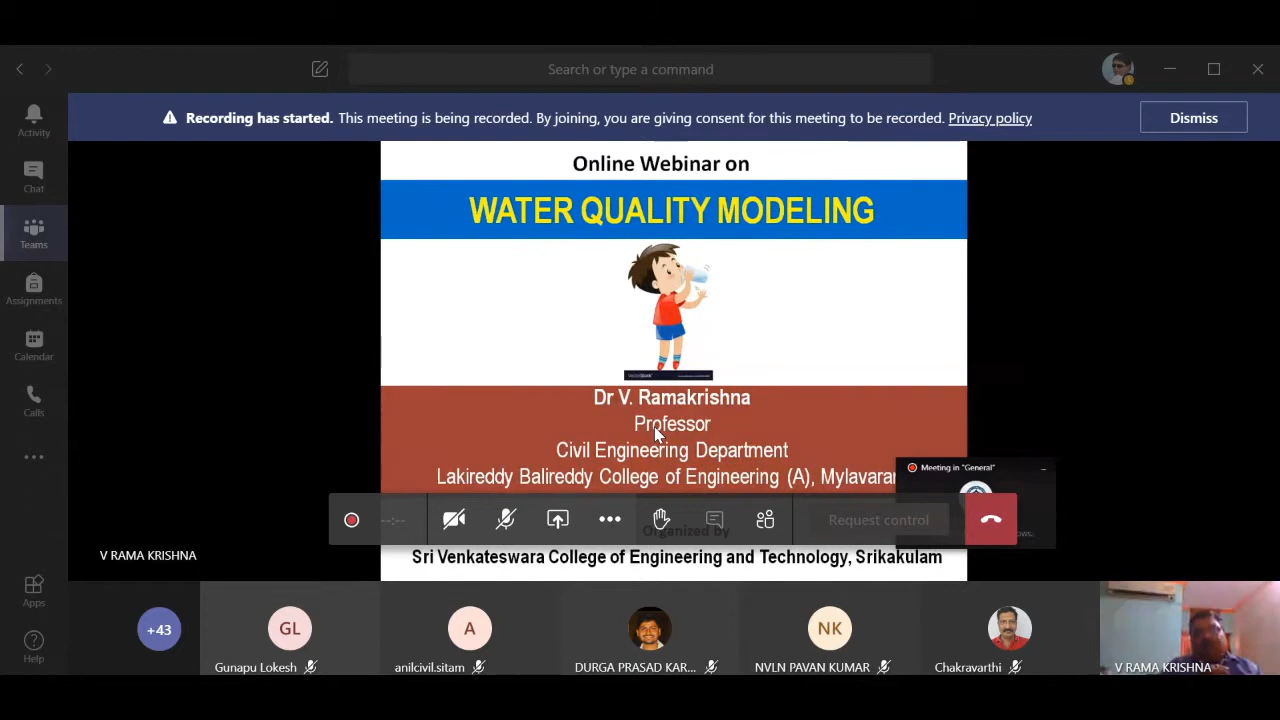 Search or type a command
Recording has started. This meeting is being recorded. By joining, you are giving consent for this meeting to be recorded. Privacy policy
Dismiss
Activity
Chat
Teams
Assignments
Calendar
Calls
Apps
Help
Online Webinar on
WATER QUALITY MODELING
Dr V. Ramakrishna
Professor
Civil Engineering Department
Lakireddy Balireddy College of Engineering (A), Mylavaram
Meeting in "General"
--:--
Request control
Organized by
Sri Venkateswara College of Engineering and Technology, Srikakulam
V RAMA KRISHNA
+43
GL
Gunapu Lokesh
A
anilcivil.sitam
DURGA PRASAD KAR...
NK
NVLN PAVAN KUMAR
Chakravarthi
V RAMA KRISHNA